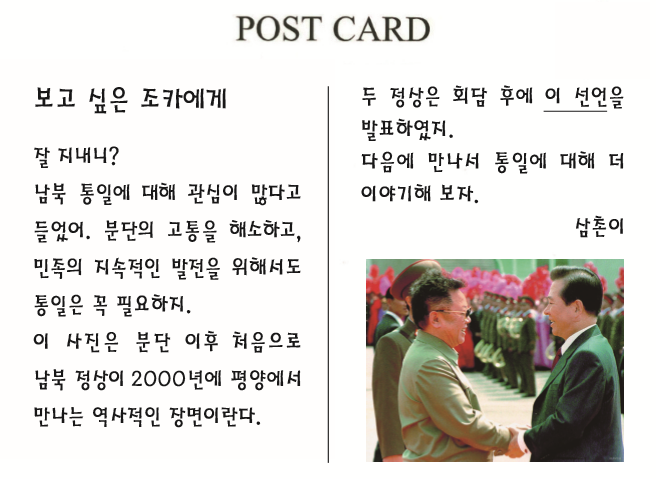 POST CARD
보고 싶은 조카에게
잘 지내니?
남북 통일에 대해 관심이 많다고
들었어. 분단의 고통을 해소하고,
민족의 지속적인 발전을 위해서도
통일은 꼭 필요하지.
이 사진은 분단 이후 처음으로
남북 정상이 2000년에 평양에서
만나는 역사적인 장면이란다.
두 정상은 회담 후에 이 선언을
발표하였지.
다음에 만나서 통일에 대해 더
이야기해 보자.
삼촌이